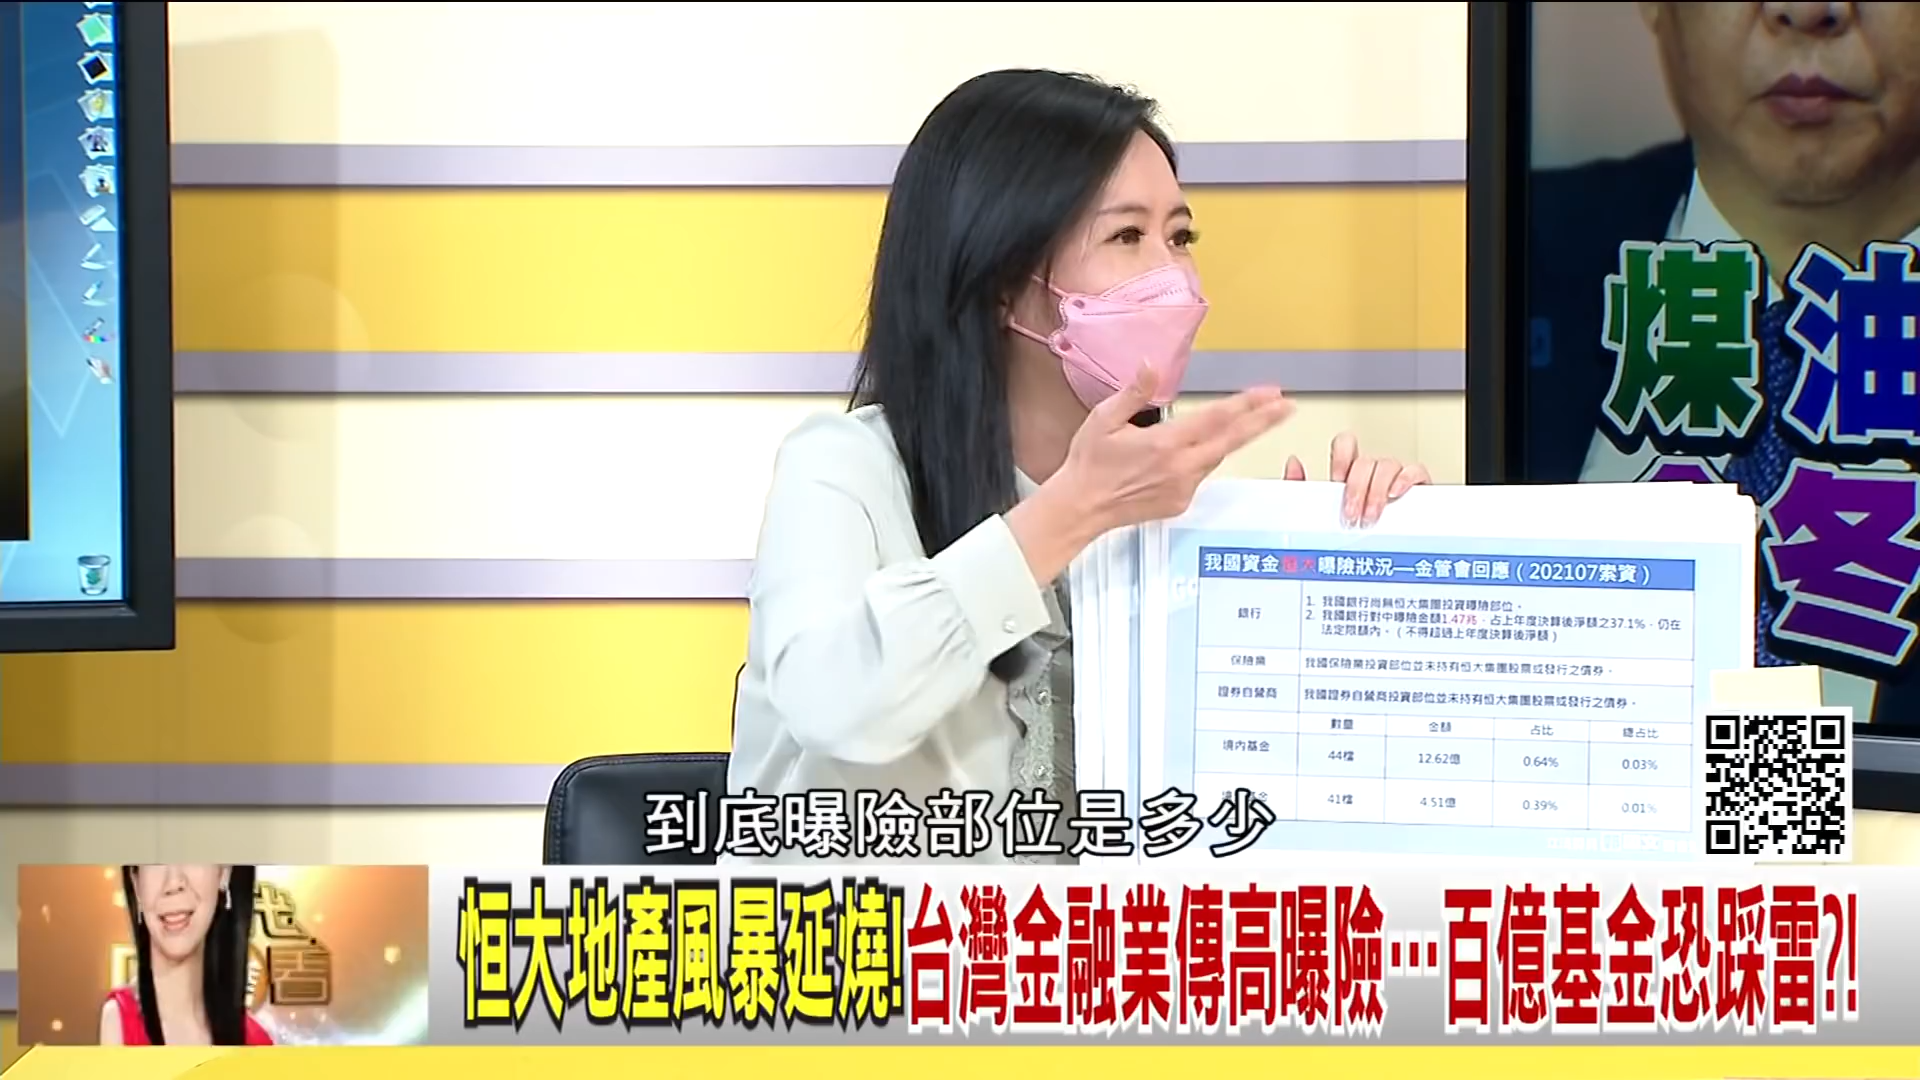 煤油
冬
我國資金恒大曝險狀況—金管會回應（202107索資）
銀行
1. 我國銀行尚無恒大集團投資曝險部位。
2. 我國銀行對中曝險金額1.47兆，占上年度決算後淨額之37.1%，仍在
法定限額內。（不得超過上年度決算後淨額）
保險業 我國保險業投資部位並未持有恒大集團股票或發行之債券。
證券自營商 我國證券自營商投資部位並未持有恒大集團股票或發行之債券。
數量 金額 占比 總占比
境內基金 44檔 12.62億 0.64% 0.03%
基金 41檔 4.51億 0.39% 0.01%
到底曝險部位是多少
恒大地產風暴延燒!台灣金融業傳高曝險…百億基金恐踩雷?!